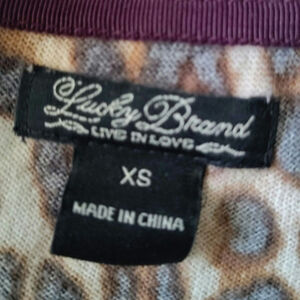 Lucky Brand
LIVE IN LOVE
XS
MADE IN CHINA